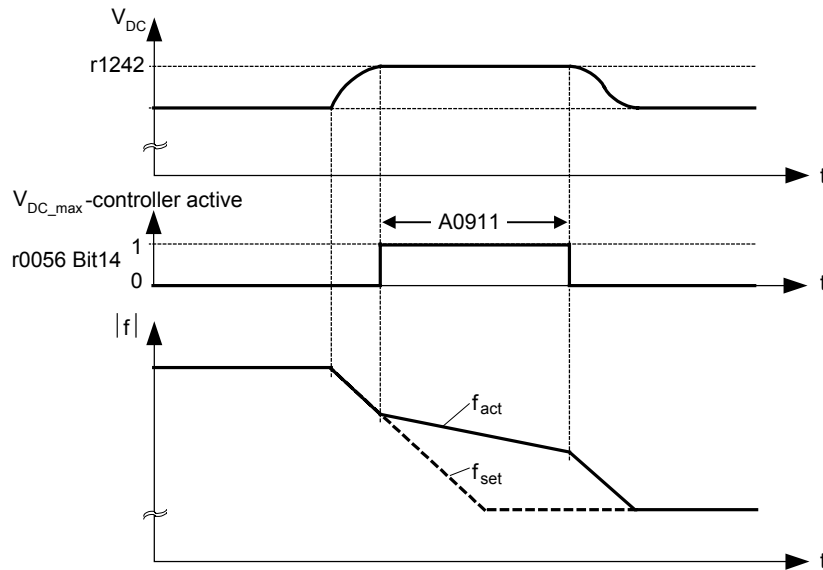 V_DC
r1242
t
V_DC_max -controller active
A0911
1
r0056 Bit14
0
t
|f|
f_act
f_set
t